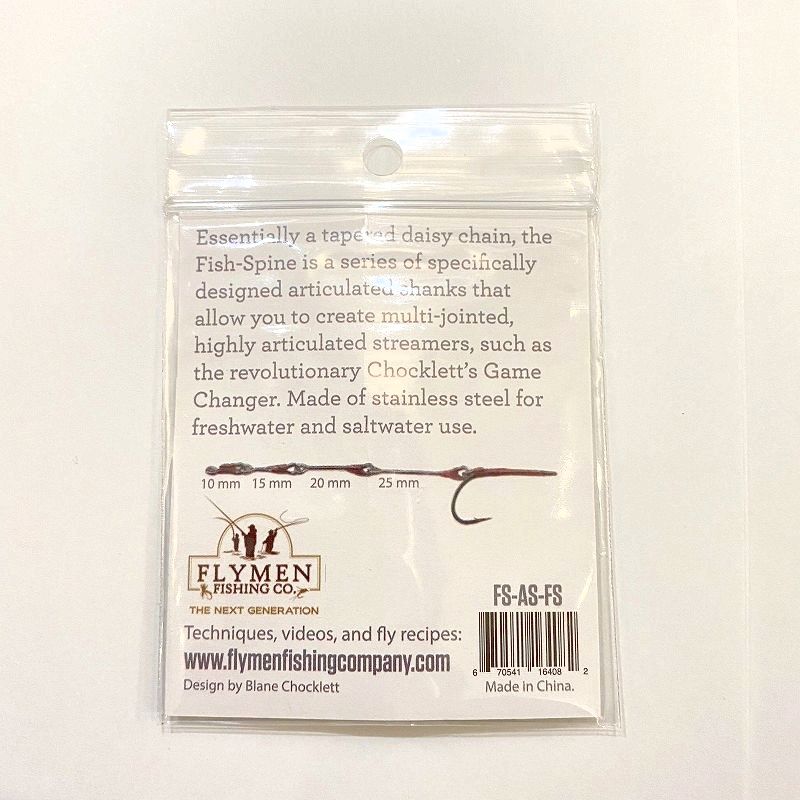 Essentially a tapered daisy chain, the
Fish-Spine is a series of specifically
designed articulated shanks that
allow you to create multi-jointed,
highly articulated streamers, such as
the revolutionary Chocklett's Game
Changer. Made of stainless steel for
freshwater and saltwater use.
10 mm 15 mm 20 mm 25 mm
FLYMEN
FISHING CO.
THE NEXT GENERATION
FS-AS-FS
Techniques, videos, and fly recipes:
www.flymenfishingcompany.com
6 70541 16408 2
Design by Blane Chocklett
Made in China.